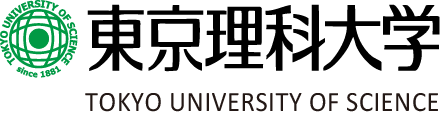 TOKYO UNIVERSITY OF SCIENCE
since 1881
東京理科大学
TOKYO UNIVERSITY OF SCIENCE